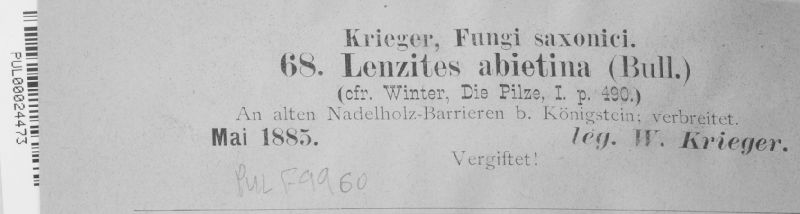 Krieger, Fungi saxonici.
68. Lenzites abietina (Bull.)
(cfr. Winter, Die Pilze, I. p. 490.)
An alten Nadelholz-Barrieren b. Königstein; verbreitet.
Mai 1885. leg. W. Krieger.
Vergiftet!
PUL F9960
PUL00024473